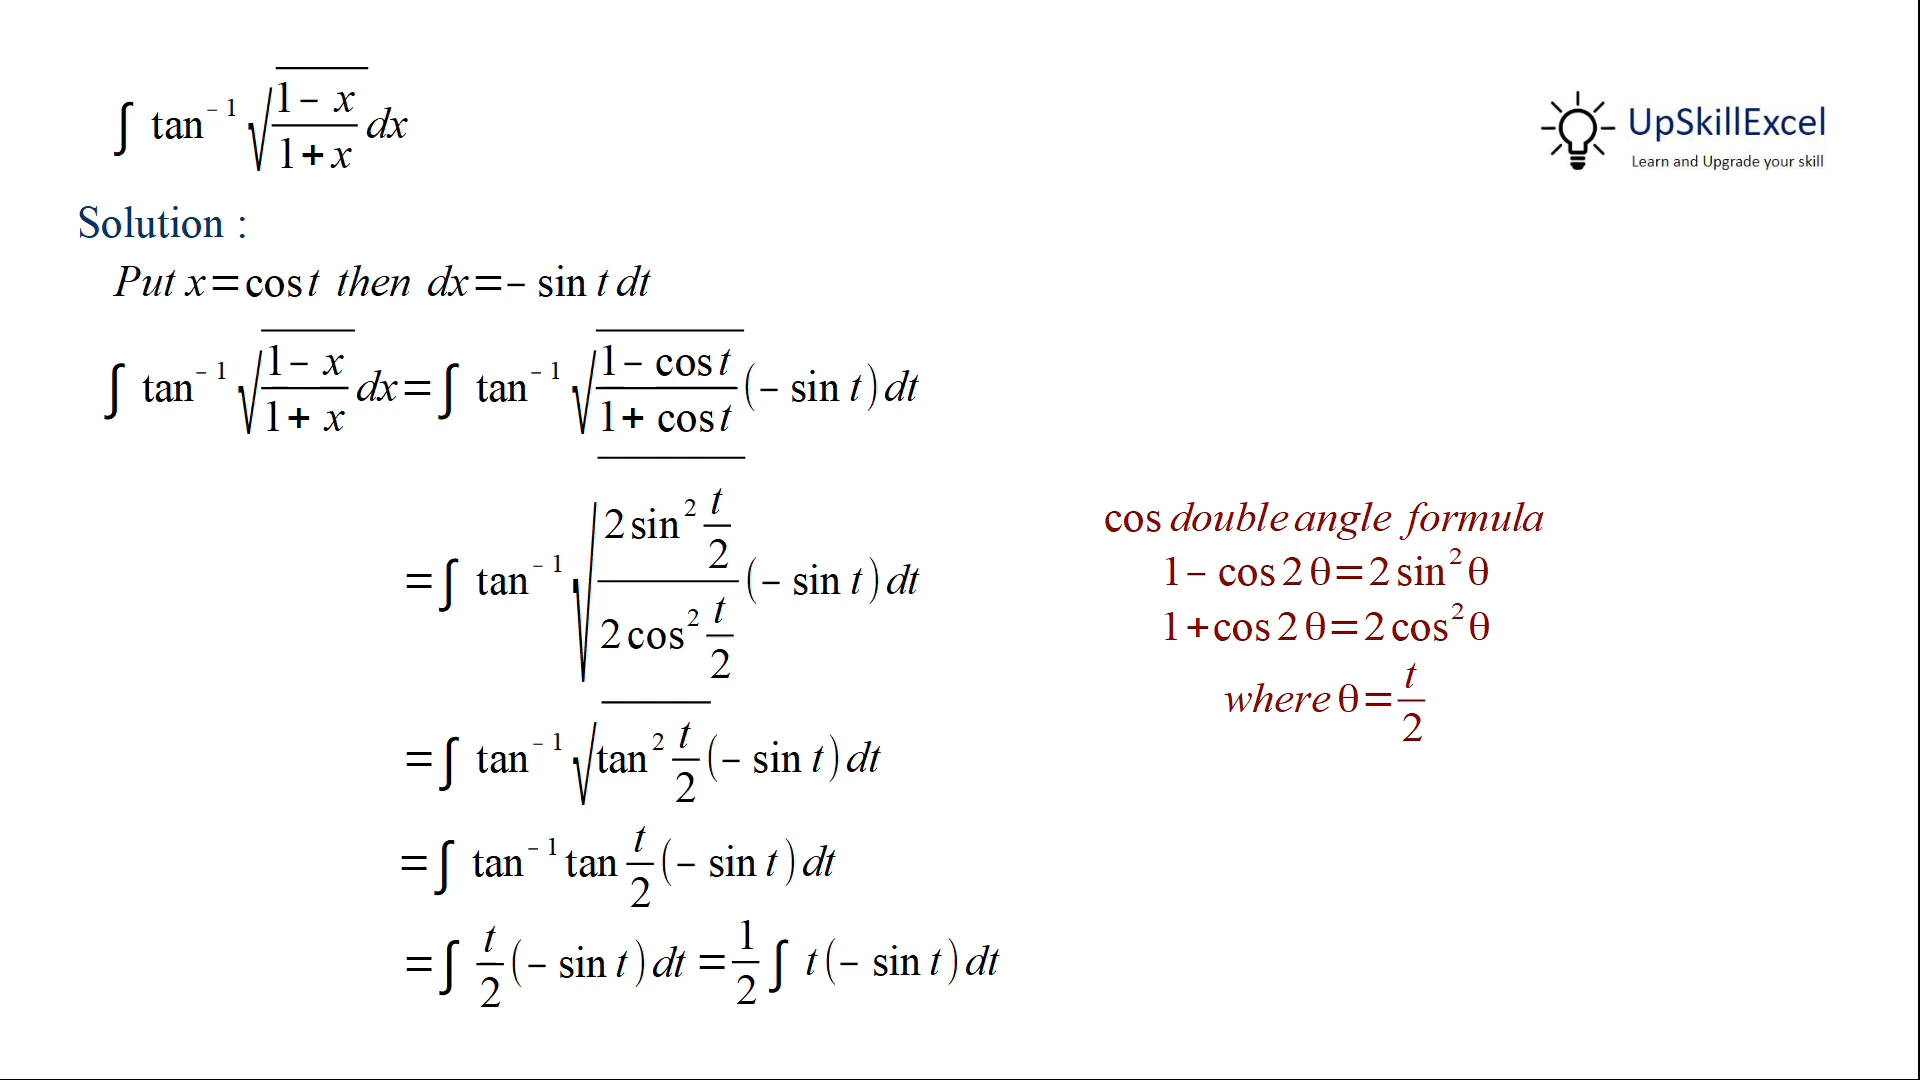 ∫ tan⁻¹ √((1 − x)/(1 + x)) dx
UpSkillExcel
Learn and Upgrade your skill
Solution :
Put x = cos t then dx = − sin t dt
∫ tan⁻¹ √((1 − x)/(1 + x)) dx = ∫ tan⁻¹ √((1 − cos t)/(1 + cos t)) (− sin t) dt
= ∫ tan⁻¹ √((2 sin² t/2)/(2 cos² t/2)) (− sin t) dt
cos double angle formula
1 − cos 2θ = 2 sin² θ
1 + cos 2θ = 2 cos² θ
where θ = t/2
= ∫ tan⁻¹ √(tan² t/2) (− sin t) dt
= ∫ tan⁻¹ tan t/2 (− sin t) dt
= ∫ t/2 (− sin t) dt = 1/2 ∫ t (− sin t) dt